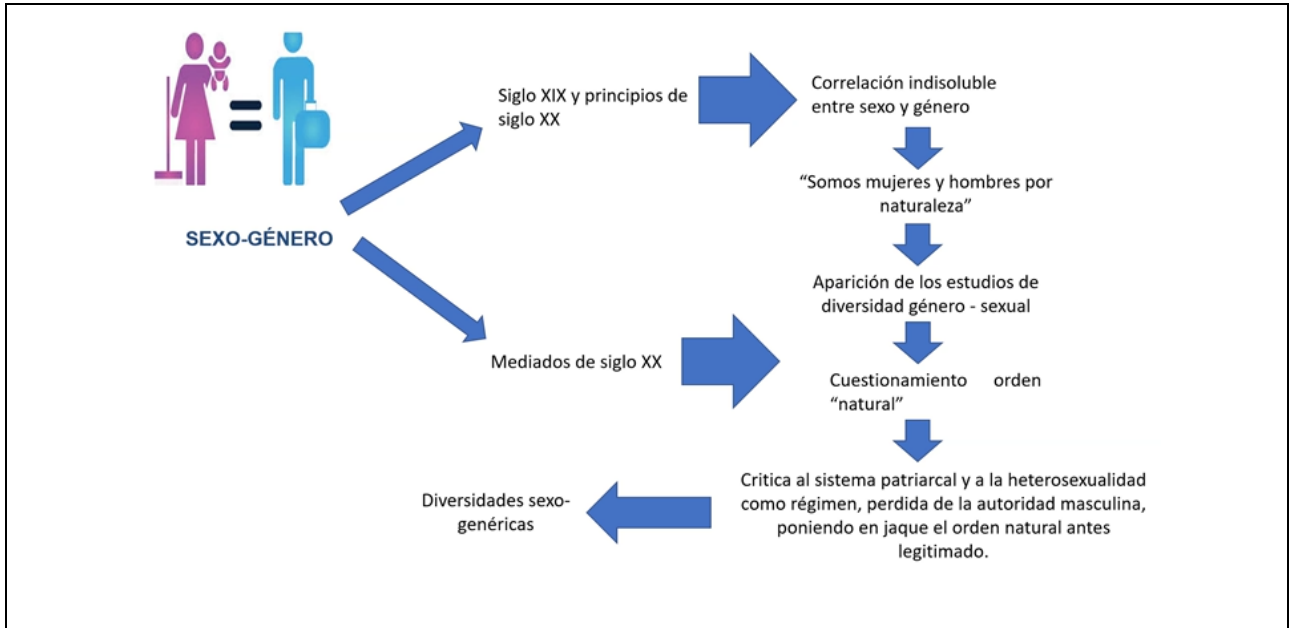 SEXO-GÉNERO
Siglo XIX y principios de
siglo XX
Correlación indisoluble
entre sexo y género
“Somos mujeres y hombres por
naturaleza”
Aparición de los estudios de
diversidad género - sexual
Mediados de siglo XX
Cuestionamiento orden
“natural”
Critica al sistema patriarcal y a la heterosexualidad
como régimen, perdida de la autoridad masculina,
poniendo en jaque el orden natural antes
legitimado.
Diversidades sexo-
genéricas